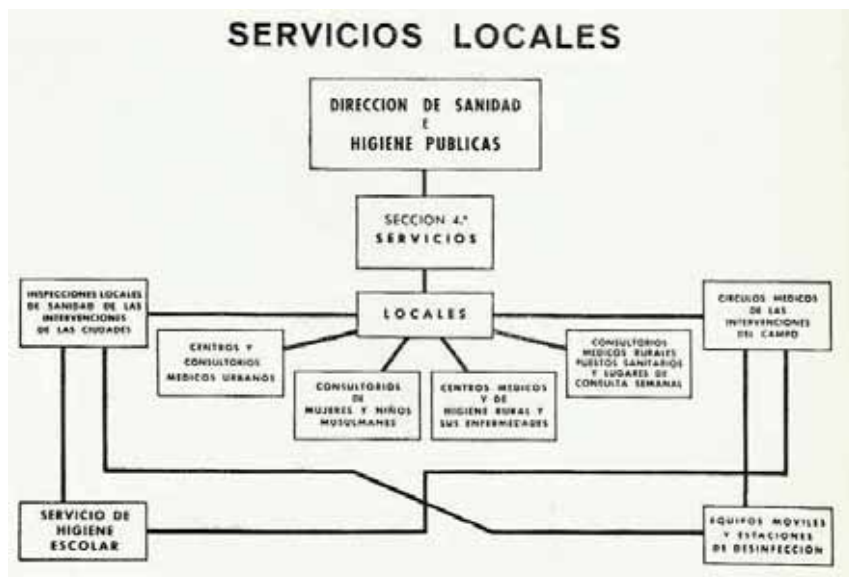 SERVICIOS LOCALES
DIRECCION DE SANIDAD
E
HIGIENE PUBLICAS
SECCION 4.ª
SERVICIOS
LOCALES
INSPECCIONES LOCALES
DE SANIDAD DE LAS
INTERVENCIONES
DE LAS CIUDADES
CIRCULOS MEDICOS
DE LAS
INTERVENCIONES
DEL CAMPO
CENTROS Y
CONSULTORIOS
MEDICOS URBANOS
CONSULTORIOS
DE
MUJERES Y NIÑOS
MUSULMANES
CENTROS MEDICOS
Y DE
HIGIENE RURAL Y
SUS ENFERMEDADES
CONSULTORIOS
MEDICOS RURALES
PUESTOS SANITARIOS
Y LUGARES DE
CONSULTA SEMANAL
SERVICIO DE
HIGIENE
ESCOLAR
EQUIPOS MOVILES
Y ESTACIONES
DE DESINFECCIÓN